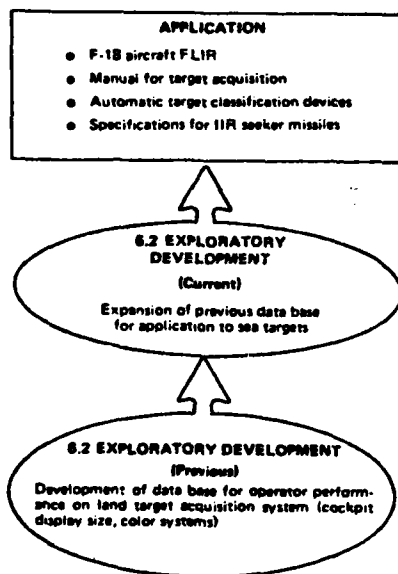 APPLICATION
● F-18 aircraft FLIR
● Manual for target acquisition
● Automatic target classification devices
● Specifications for IIR seeker missiles
6.2 EXPLORATORY
DEVELOPMENT
(Current)
Expansion of previous data base
for application to sea targets
6.2 EXPLORATORY DEVELOPMENT
(Previous)
Development of data base for operator perform-
ance on land target acquisition system (cockpit
display size, color systems)